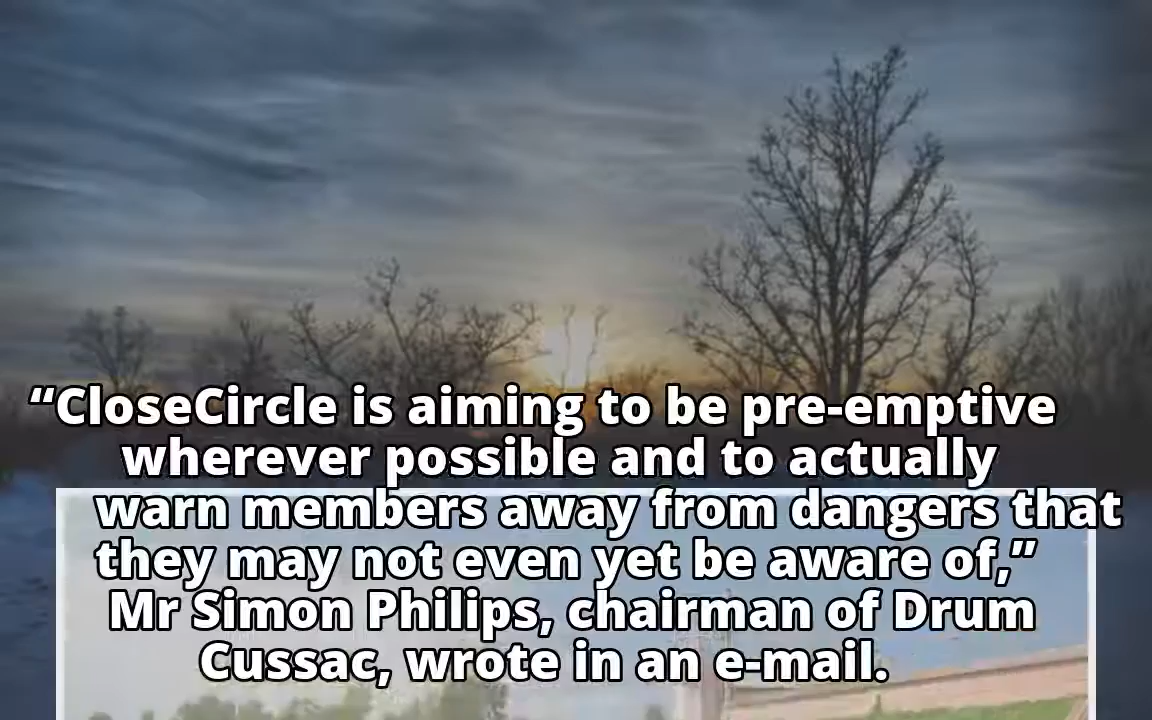 “CloseCircle is aiming to be pre-emptive
wherever possible and to actually
warn members away from dangers that
they may not even yet be aware of,”
Mr Simon Philips, chairman of Drum
Cussac, wrote in an e-mail.